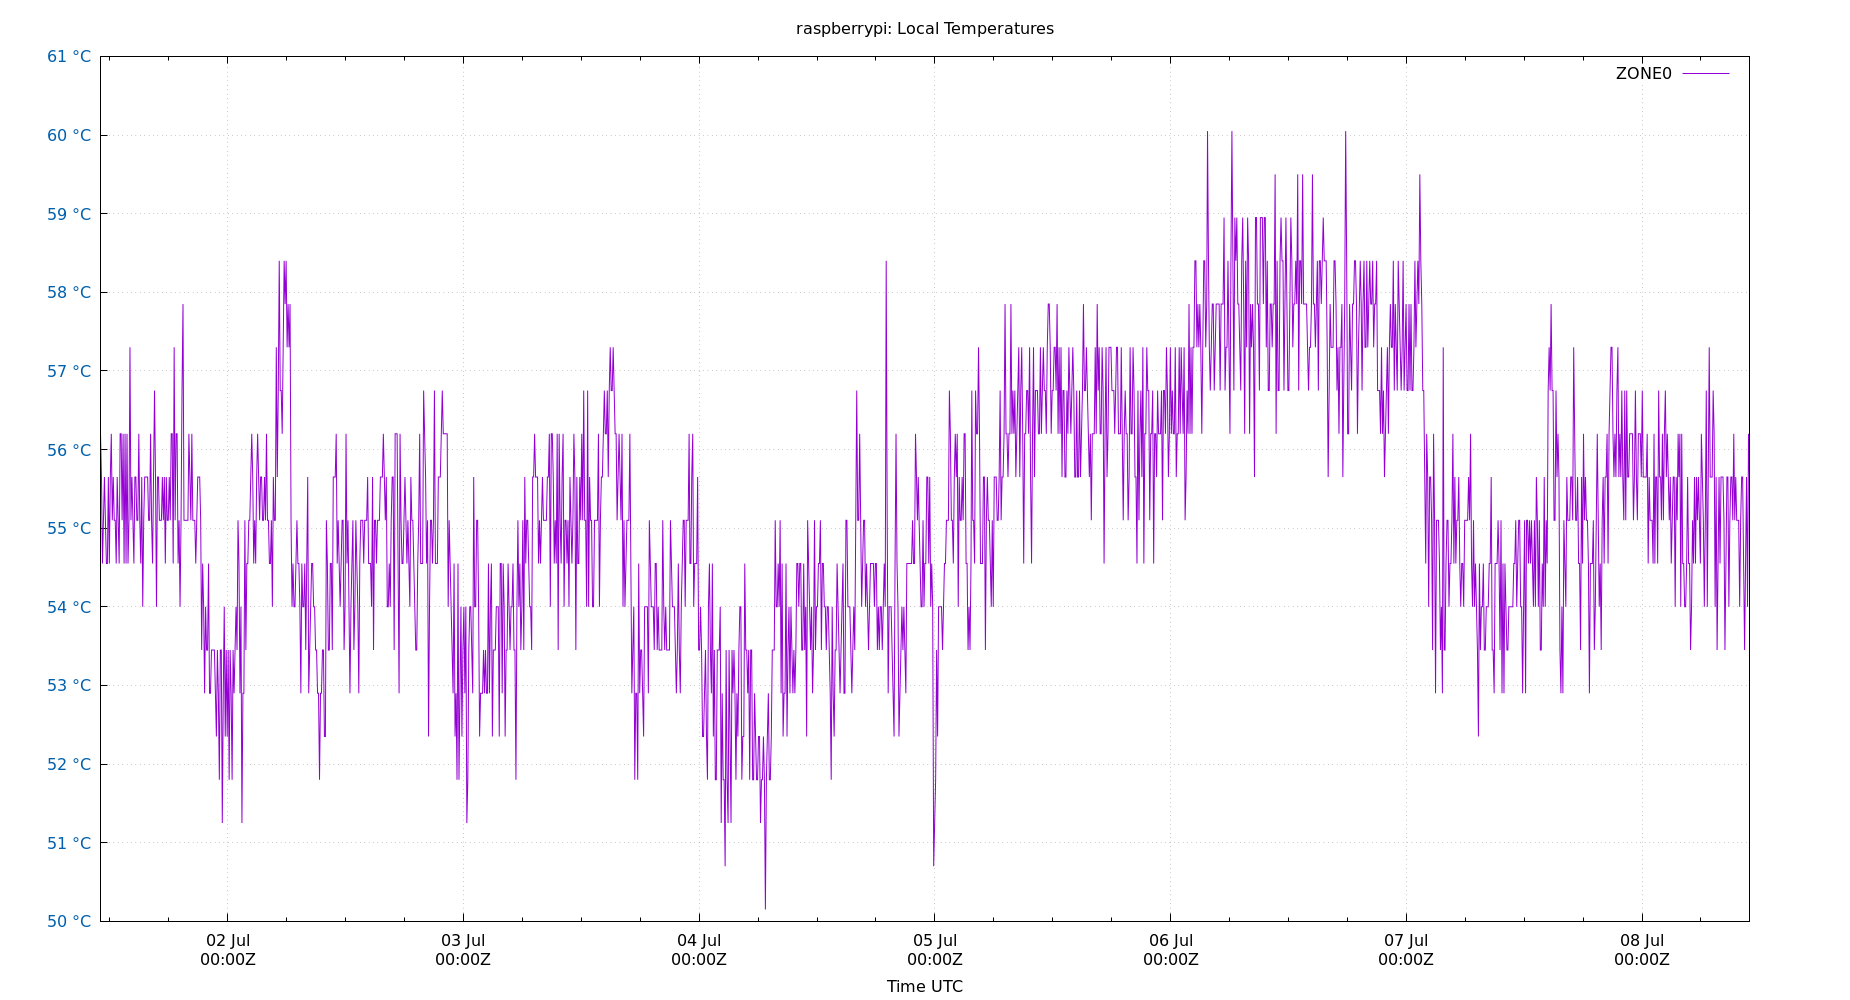 raspberrypi: Local Temperatures
61 °C
ZONE0
60 °C
59 °C
58 °C
57 °C
56 °C
55 °C
54 °C
53 °C
52 °C
51 °C
50 °C
02 Jul 03 Jul 04 Jul 05 Jul 06 Jul 07 Jul 08 Jul
00:00Z 00:00Z 00:00Z 00:00Z 00:00Z 00:00Z 00:00Z
Time UTC